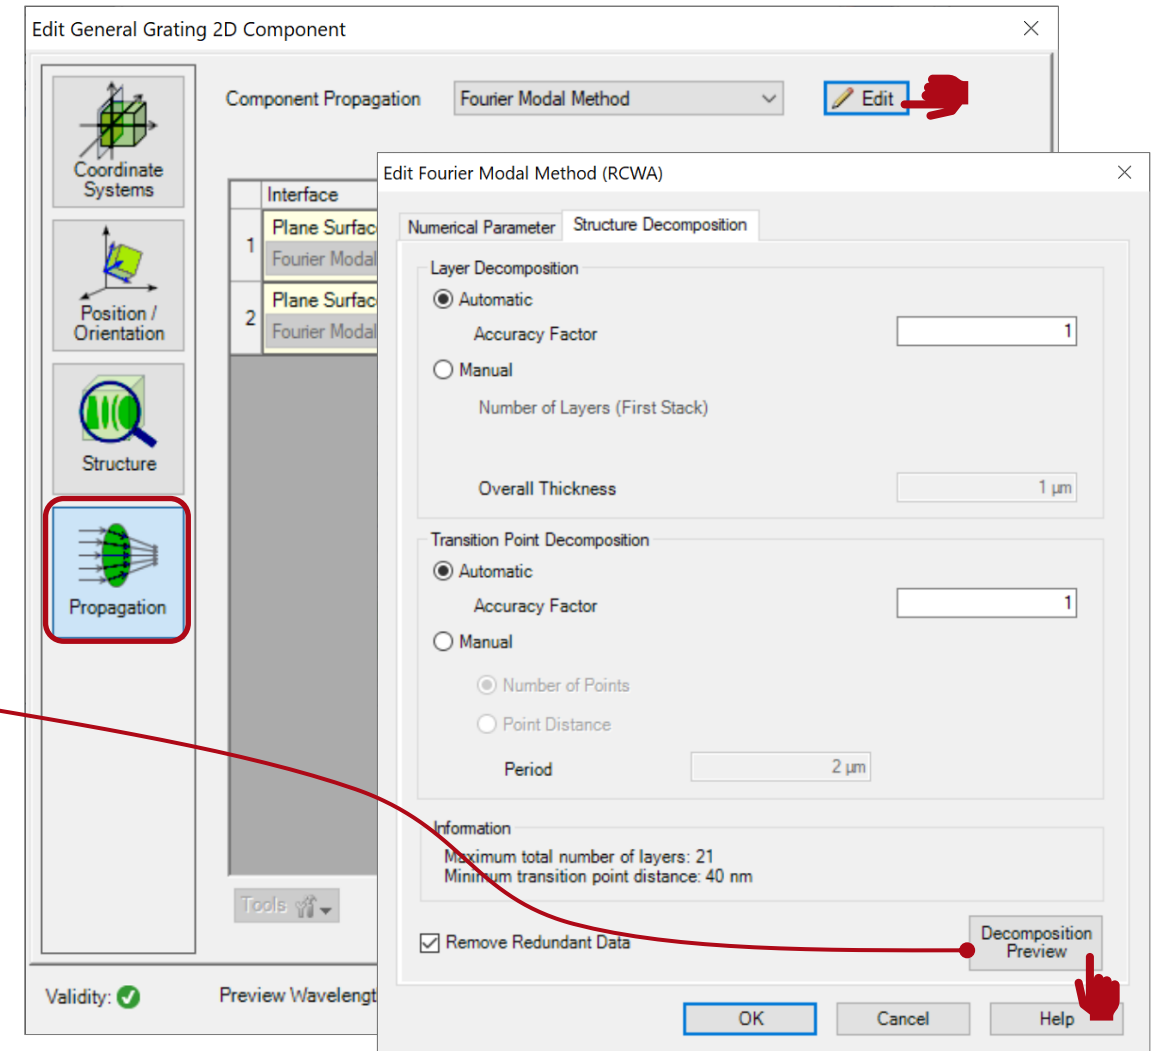 Edit General Grating 2D Component
Coordinate
Systems
Position /
Orientation
Structure
Propagation
Component Propagation
Fourier Modal Method
Edit
Interface
1
Plane Surfac
Fourier Modal
2
Plane Surfac
Fourier Modal
Tools
Validity:
Preview Wavelengt
Edit Fourier Modal Method (RCWA)
Numerical Parameter
Structure Decomposition
Layer Decomposition
Automatic
Accuracy Factor
1
Manual
Number of Layers (First Stack)
Overall Thickness
1 µm
Transition Point Decomposition
Automatic
Accuracy Factor
1
Manual
Number of Points
Point Distance
Period
2 µm
Information
Maximum total number of layers: 21
Minimum transition point distance: 40 nm
Remove Redundant Data
Decomposition
Preview
OK
Cancel
Help